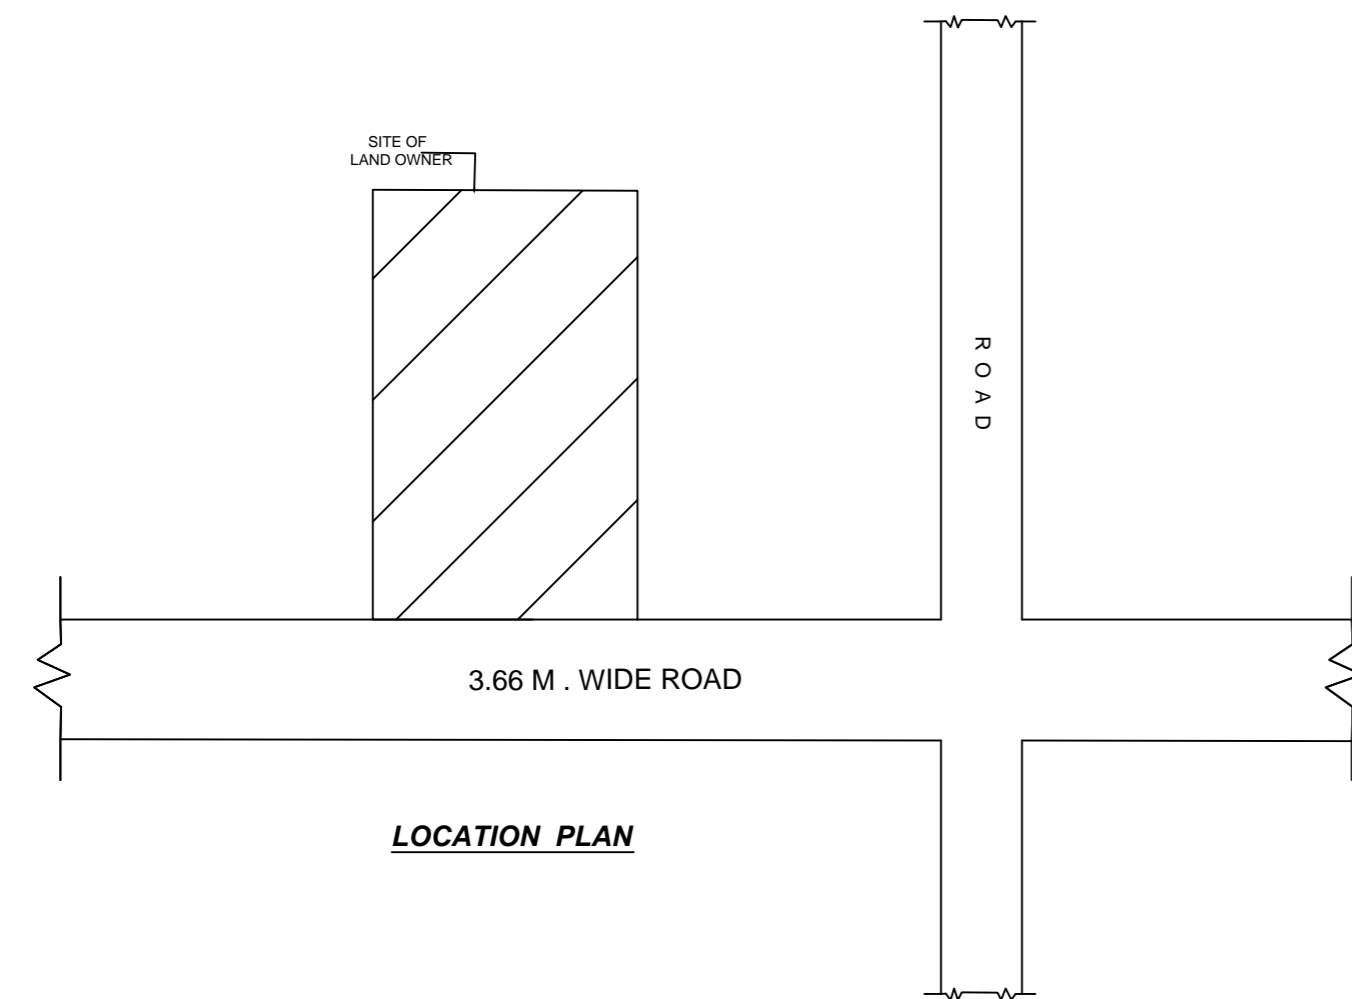 SITE OF
LAND OWNER
ROAD
3.66 M . WIDE ROAD
LOCATION PLAN